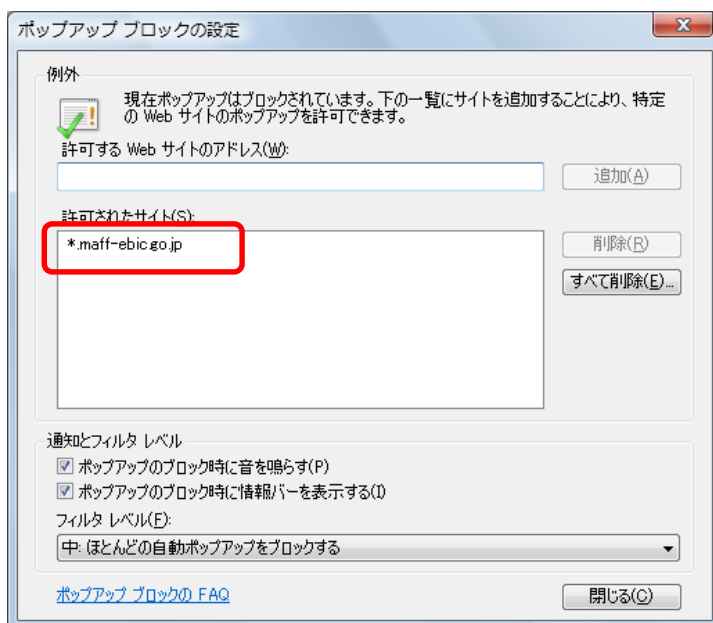 ポップアップ ブロックの設定
例外
現在ポップアップはブロックされています。下の一覧にサイトを追加することにより、特定
の Web サイトのポップアップを許可できます。
許可する Web サイトのアドレス(W):
追加(A)
許可されたサイト(S):
*.maff-ebic.go.jp
削除(R)
すべて削除(E)...
通知とフィルタ レベル
ポップアップのブロック時に音を鳴らす(P)
ポップアップのブロック時に情報バーを表示する(I)
フィルタ レベル(F):
中: ほとんどの自動ポップアップをブロックする
ポップアップ ブロックの FAQ
閉じる(C)